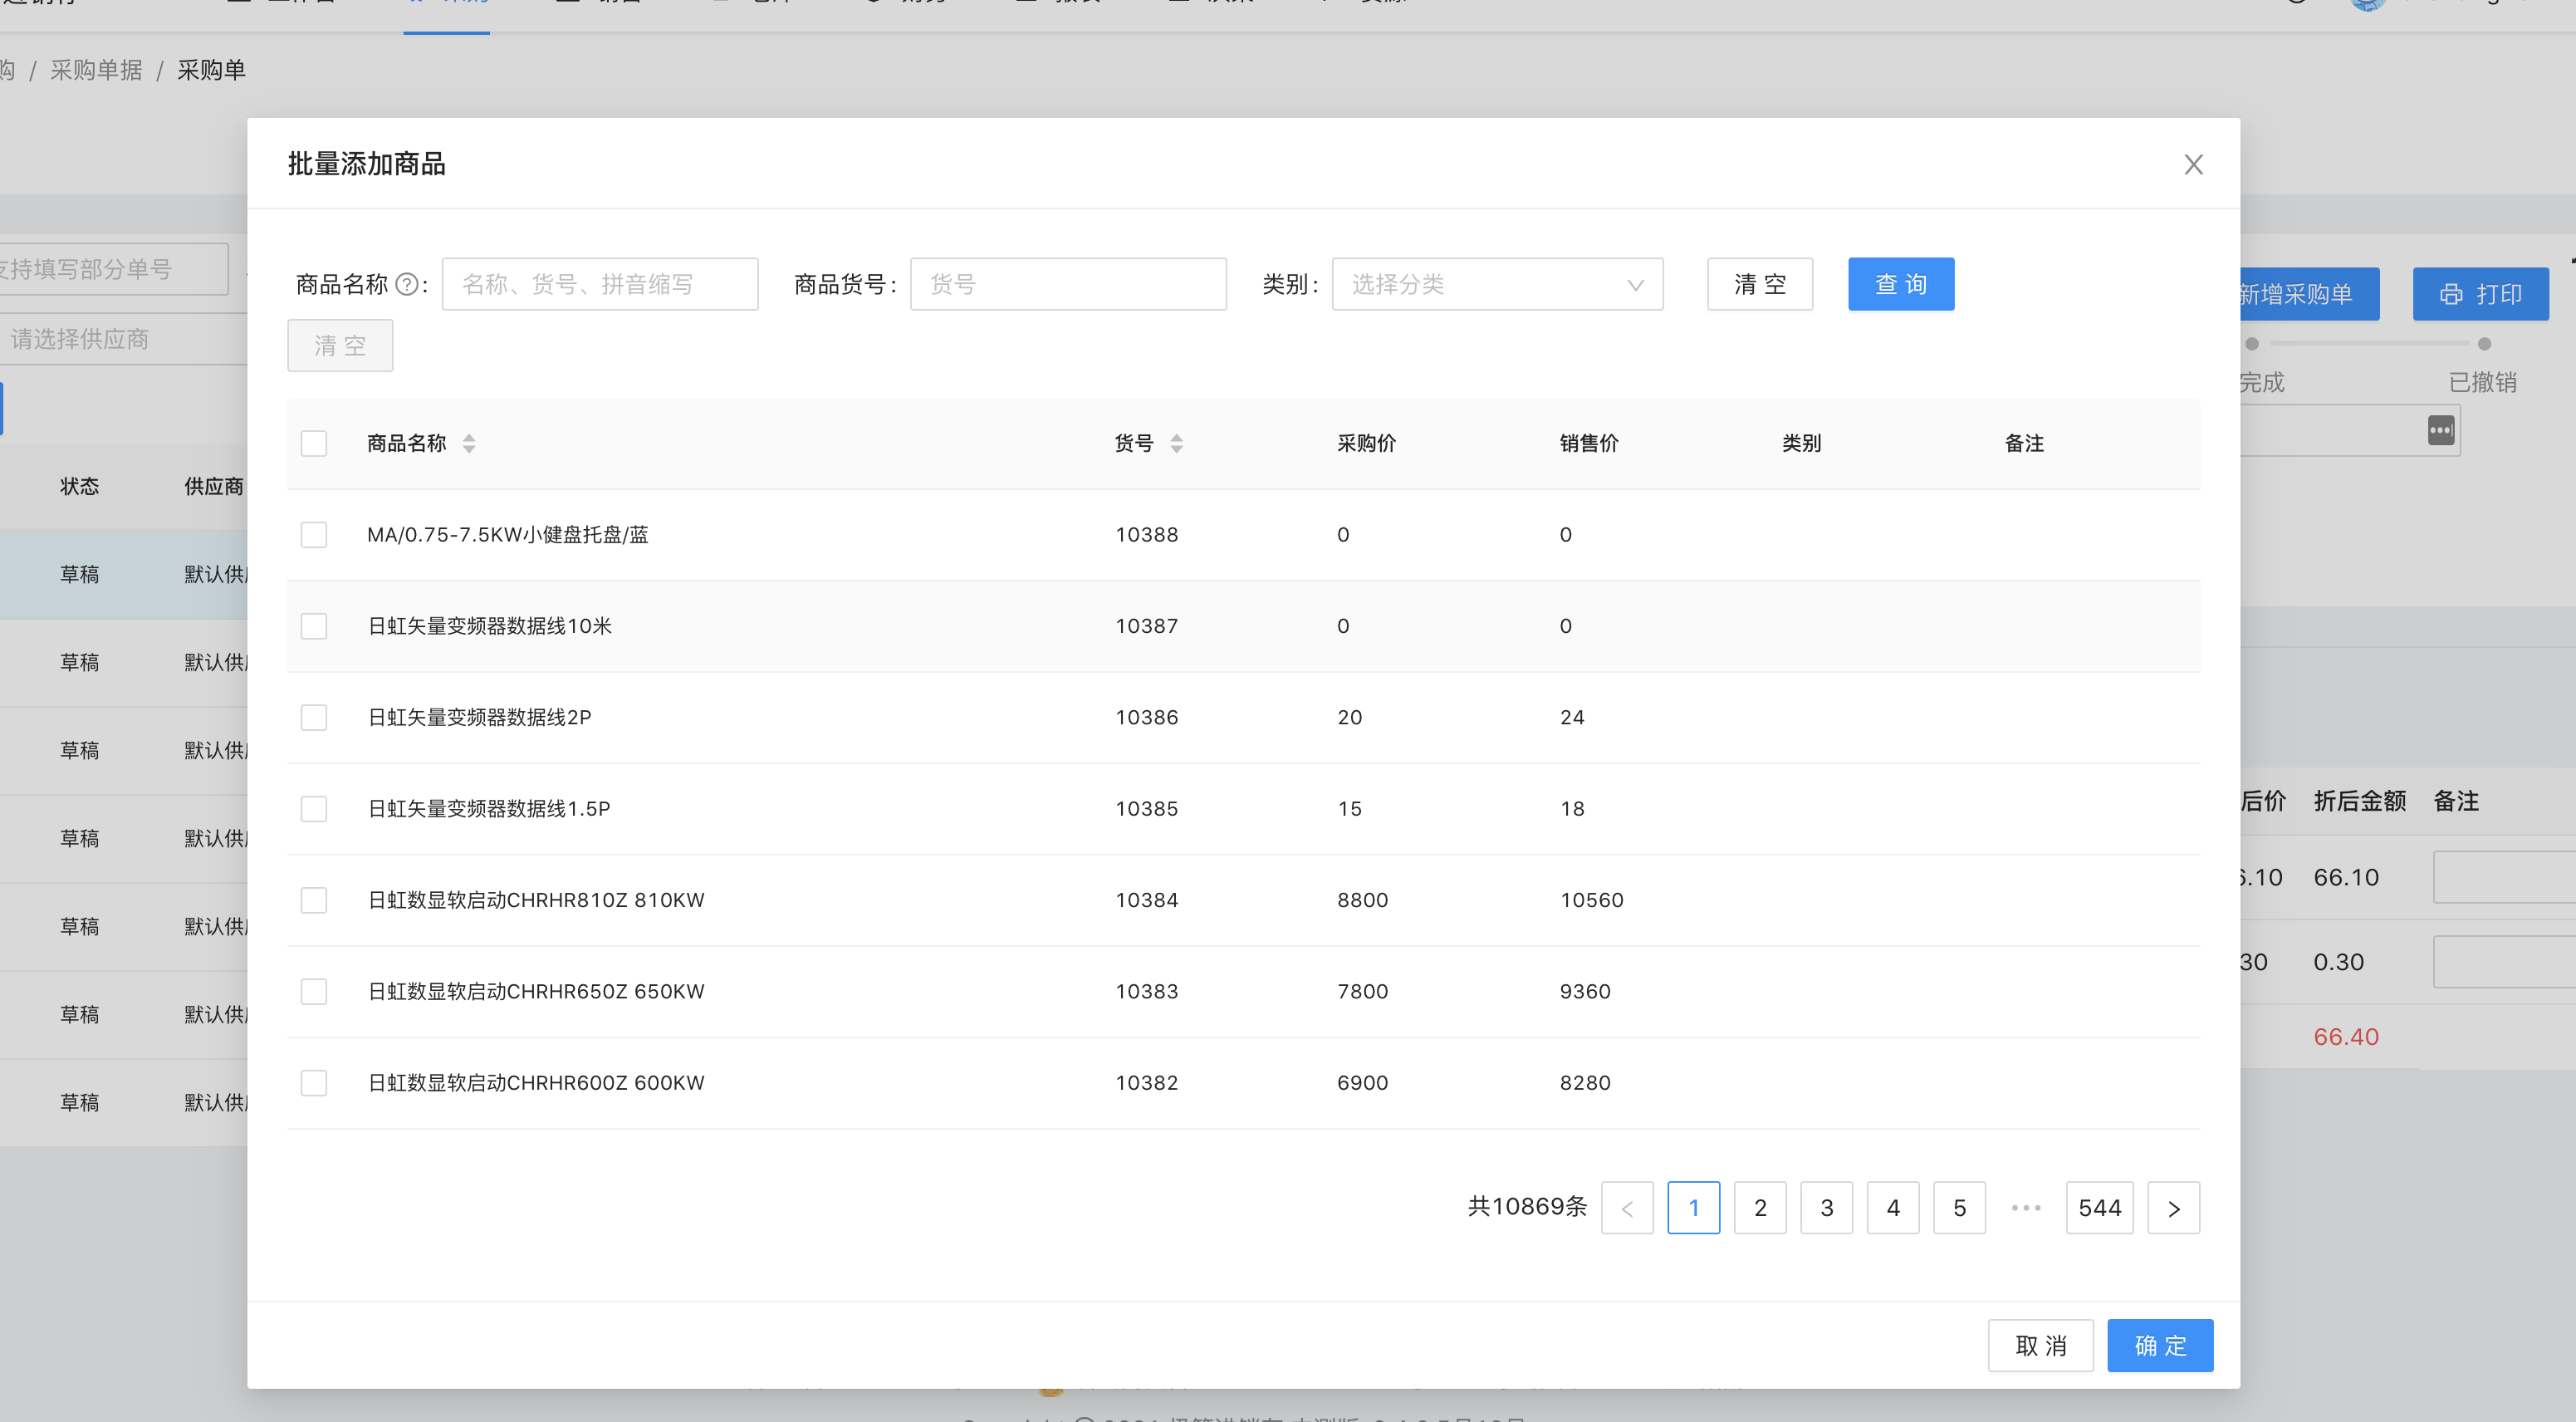 购 / 采购单据 / 采购单
批量添加商品
商品名称 ? : 名称、货号、拼音缩写 商品货号: 货号 类别: 选择分类 清 空 查 询
清 空
支持填写部分单号
请选择供应商
新增采购单 打印
完成 已撤销
商品名称 货号 采购价 销售价 类别 备注
MA/0.75-7.5KW小健盘托盘/蓝 10388 0 0
日虹矢量变频器数据线10米 10387 0 0
日虹矢量变频器数据线2P 10386 20 24
日虹矢量变频器数据线1.5P 10385 15 18
日虹数显软启动CHRHR810Z 810KW 10384 8800 10560
日虹数显软启动CHRHR650Z 650KW 10383 7800 9360
日虹数显软启动CHRHR600Z 600KW 10382 6900 8280
共10869条 < 1 2 3 4 5 ••• 544 >
取 消 确 定
状态 供应商
草稿 默认供
草稿 默认供
草稿 默认供
草稿 默认供
草稿 默认供
草稿 默认供
草稿 默认供
后价 折后金额 备注
6.10 66.10
30 0.30
66.40